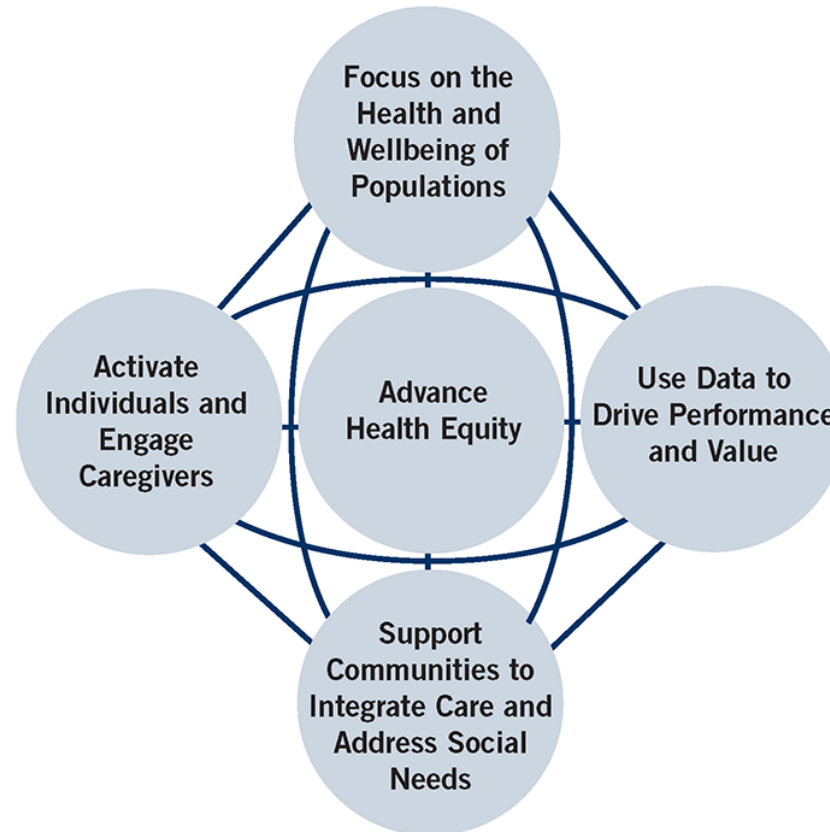 Focus on the
Health and
Wellbeing of
Populations
Activate
Individuals and
Engage
Caregivers
Advance
Health Equity
Use Data to
Drive Performance
and Value
Support
Communities to
Integrate Care and
Address Social
Needs